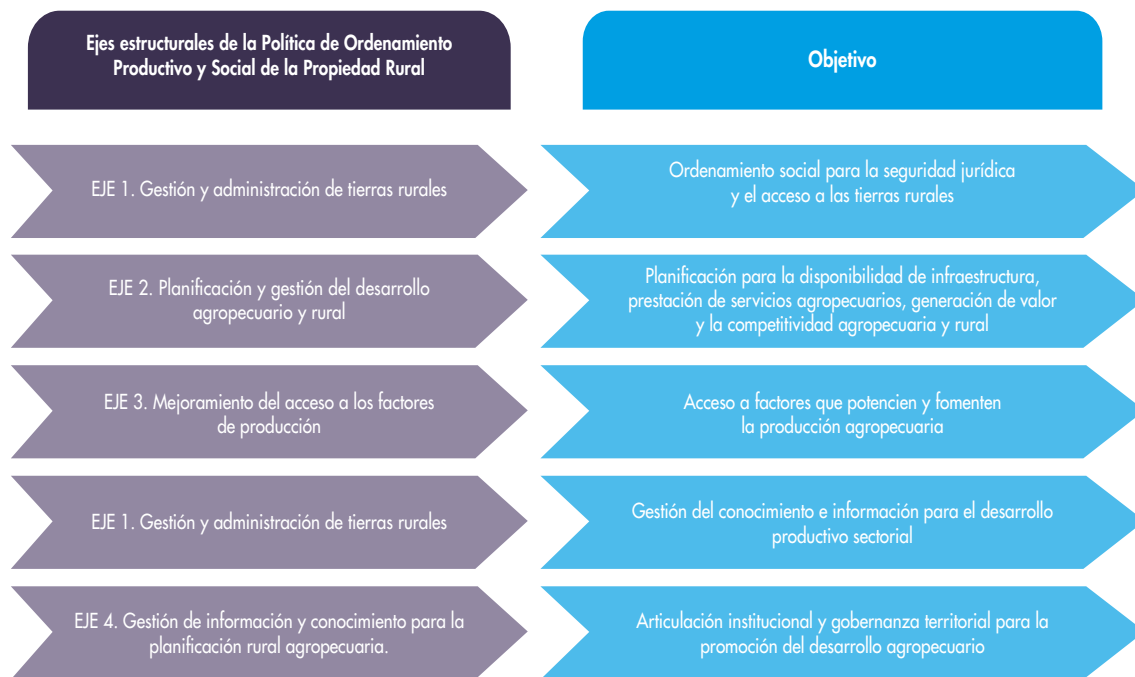 Ejes estructurales de la Política de Ordenamiento
Productivo y Social de la Propiedad Rural
Objetivo
EJE 1. Gestión y administración de tierras rurales
Ordenamiento social para la seguridad jurídica
y el acceso a las tierras rurales
EJE 2. Planificación y gestión del desarrollo
agropecuario y rural
Planificación para la disponibilidad de infraestructura,
prestación de servicios agropecuarios, generación de valor
y la competitividad agropecuaria y rural
EJE 3. Mejoramiento del acceso a los factores
de producción
Acceso a factores que potencien y fomenten
la producción agropecuaria
EJE 1. Gestión y administración de tierras rurales
Gestión del conocimiento e información para el desarrollo
productivo sectorial
EJE 4. Gestión de información y conocimiento para la
planificación rural agropecuaria.
Articulación institucional y gobernanza territorial para la
promoción del desarrollo agropecuario